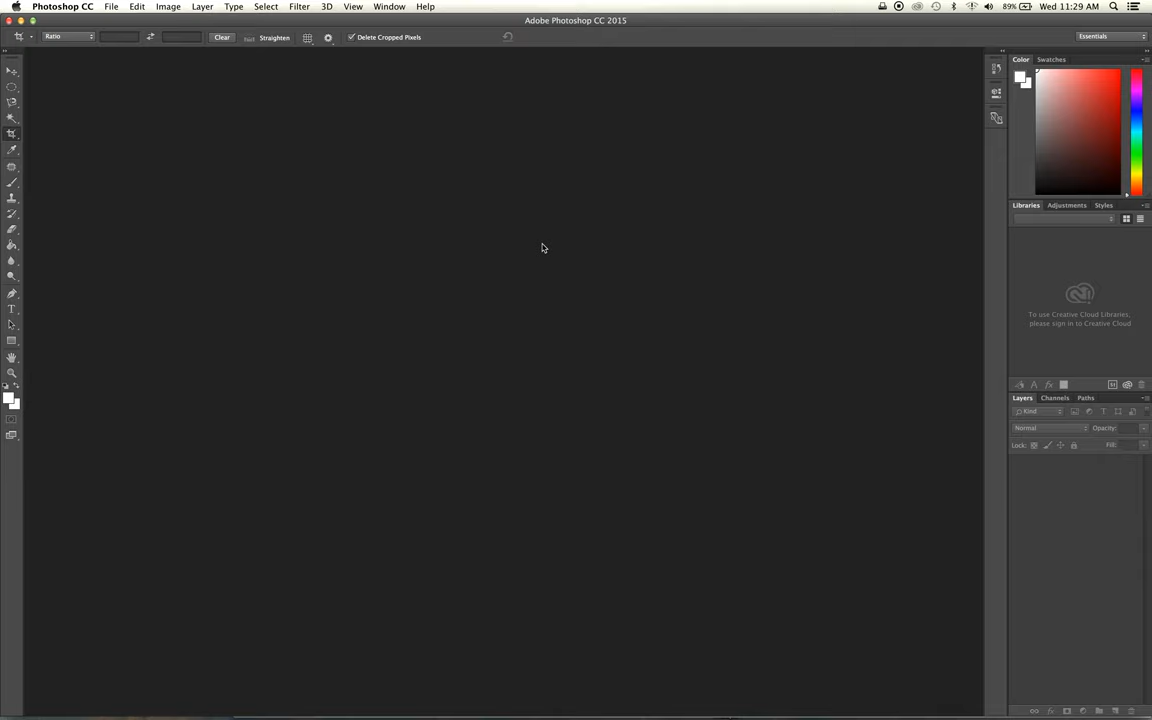 Photoshop CC File Edit Image Layer Type Select Filter 3D View Window Help 89% Wed 11:29 AM
Adobe Photoshop CC 2015
Ratio Clear Straighten Delete Cropped Pixels Essentials
Color Swatches
Libraries Adjustments Styles
To use Creative Cloud Libraries,
please sign in to Creative Cloud
Layers Channels Paths
Kind
Normal Opacity:
Lock: Fill: